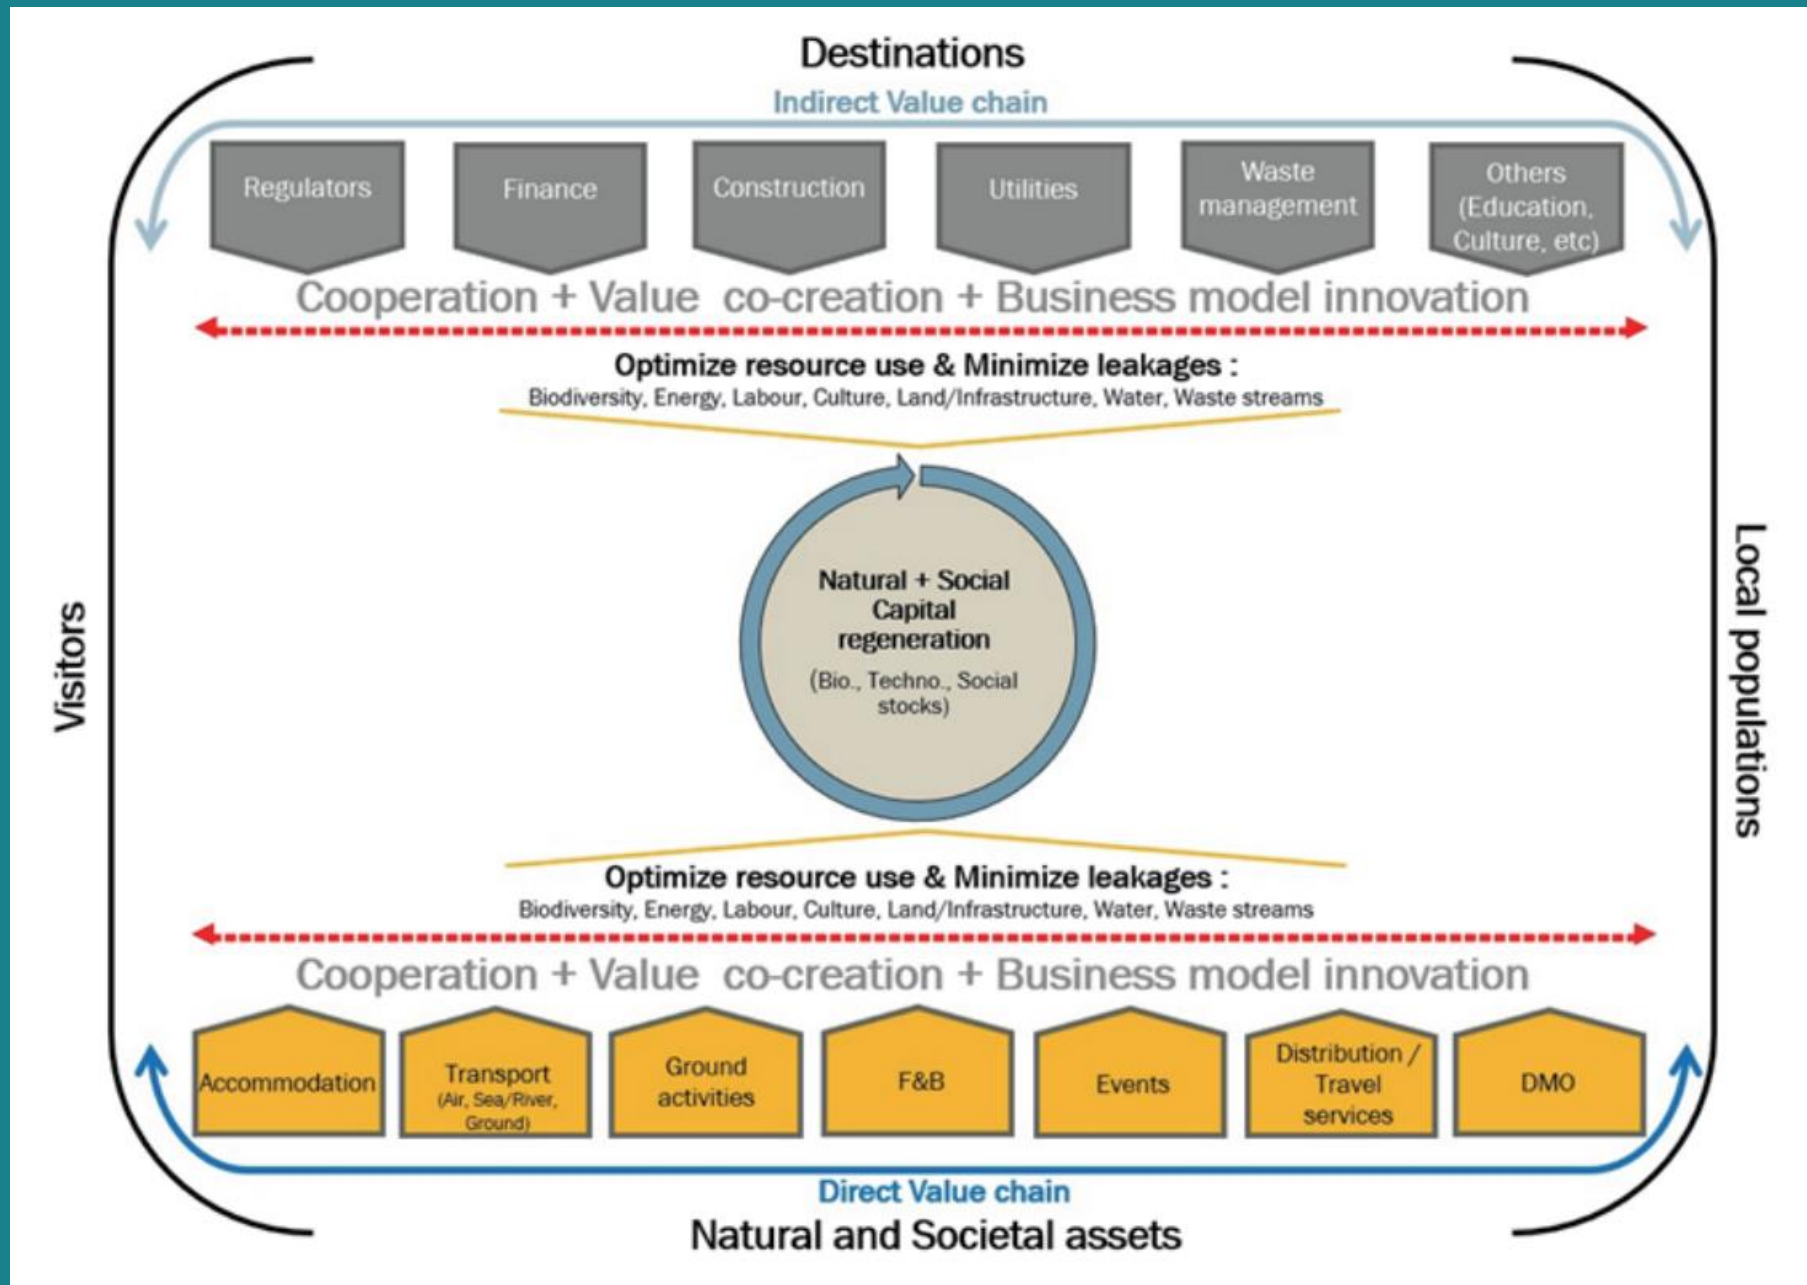 Destinations
Indirect Value chain
Regulators
Finance
Construction
Utilities
Waste
management
Others
(Education,
Culture, etc)
Cooperation + Value co-creation + Business model innovation
Optimize resource use & Minimize leakages :
Biodiversity, Energy, Labour, Culture, Land/Infrastructure, Water, Waste streams
Visitors
Natural + Social
Capital
regeneration
(Bio., Techno., Social
stocks)
Local populations
Optimize resource use & Minimize leakages :
Biodiversity, Energy, Labour, Culture, Land/Infrastructure, Water, Waste streams
Cooperation + Value co-creation + Business model innovation
Accommodation
Transport
(Air, Sea/River,
Ground)
Ground
activities
F&B
Events
Distribution /
Travel
services
DMO
Direct Value chain
Natural and Societal assets